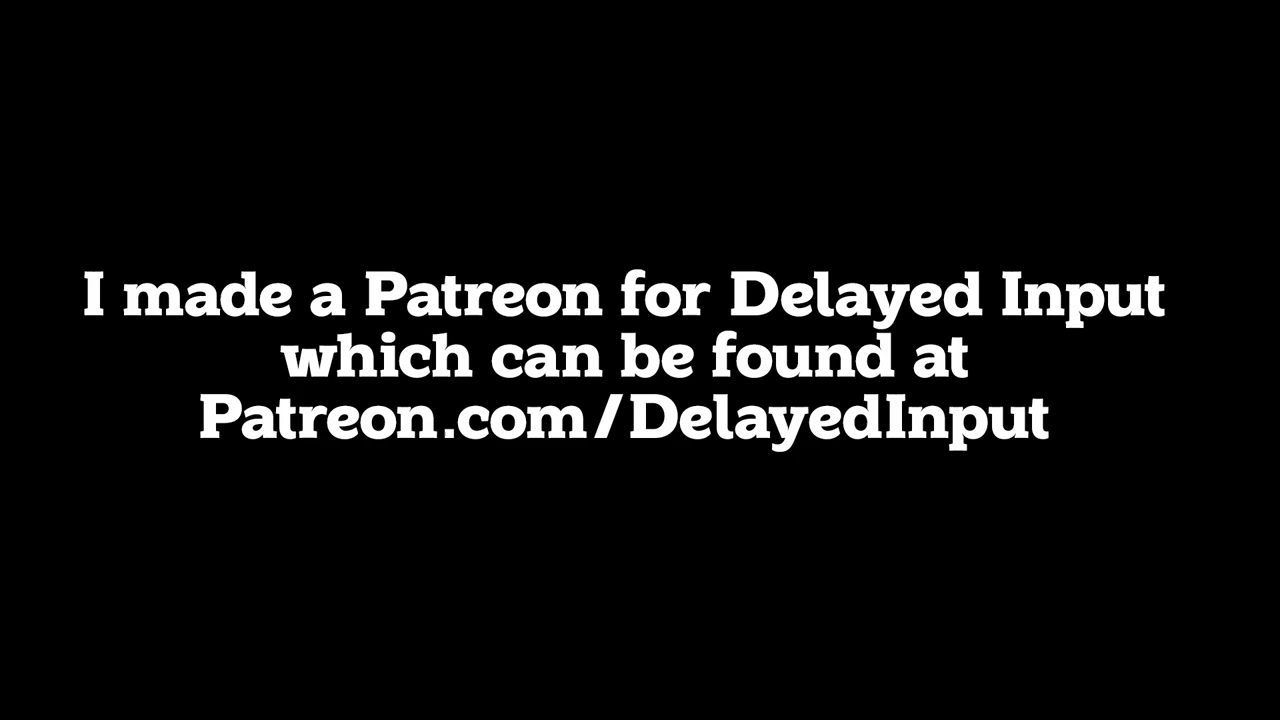 I made a Patreon for Delayed Input
which can be found at
Patreon.com/DelayedInput